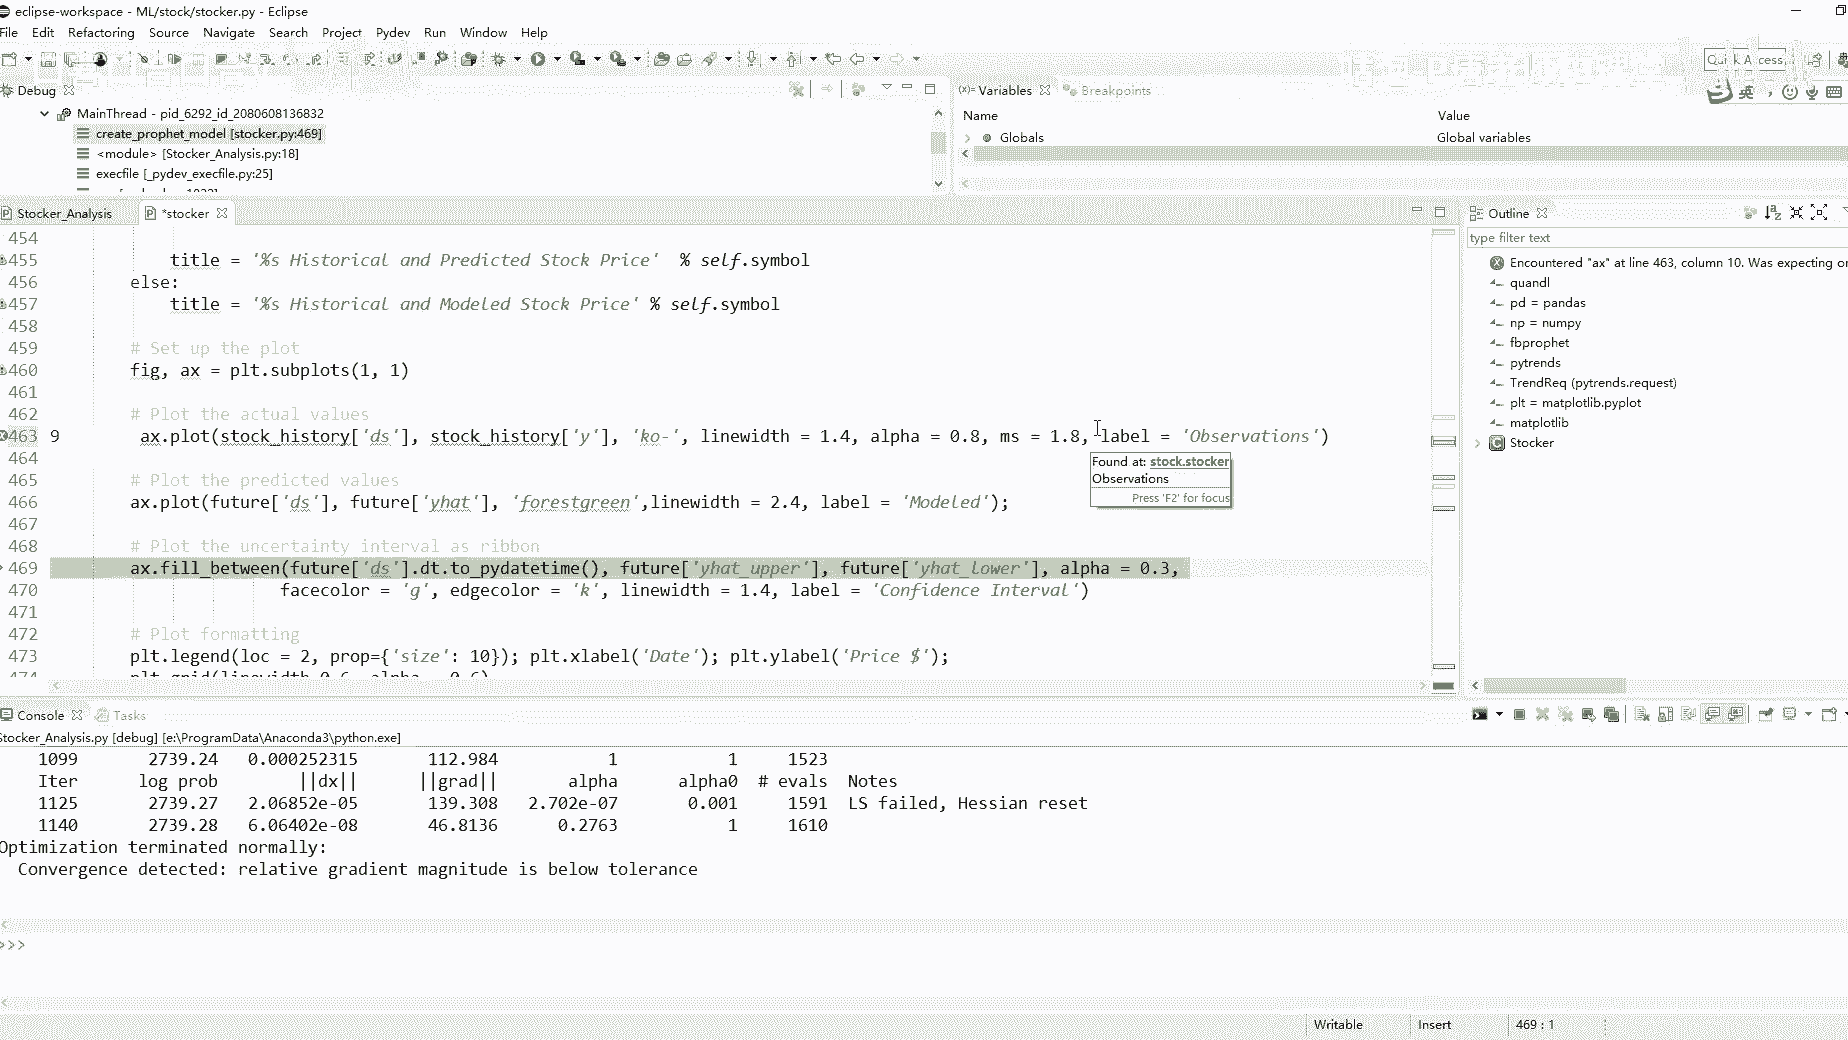 eclipse-workspace - ML/stock/stocker.py - Eclipse
File Edit Refactoring Source Navigate Search Project Pydev Run Window Help
Quick Access
Debug
MainThread - pid_6292_id_2080608136832
create_prophet_model [stocker.py:469]
<module> [Stocker_Analysis.py:18]
execfile [_pydev_execfile.py:25]
(x)= Variables Breakpoints
Name Value
Globals Global variables
Stocker_Analysis *stocker
454
455 title = '%s Historical and Predicted Stock Price' % self.symbol
456 else:
457 title = '%s Historical and Modeled Stock Price' % self.symbol
458
459 # Set up the plot
460 fig, ax = plt.subplots(1, 1)
461
462 # Plot the actual values
463 9 ax.plot(stock_history['ds'], stock_history['y'], 'ko-', linewidth = 1.4, alpha = 0.8, ms = 1.8, label = 'Observations')
464
465 # Plot the predicted values
466 ax.plot(future['ds'], future['yhat'], 'forestgreen',linewidth = 2.4, label = 'Modeled');
467
468 # Plot the uncertainty interval as ribbon
469 ax.fill_between(future['ds'].dt.to_pydatetime(), future['yhat_upper'], future['yhat_lower'], alpha = 0.3,
470 facecolor = 'g', edgecolor = 'k', linewidth = 1.4, label = 'Confidence Interval')
471
472 # Plot formatting
473 plt.legend(loc = 2, prop={'size': 10}); plt.xlabel('Date'); plt.ylabel('Price $');
474 plt.grid(linewidth=0.6, alpha = 0.6)
Found at: stock.stocker
Observations
Press 'F2' for focus
Outline
type filter text
Encountered "ax" at line 463, column 10. Was expecting
quandl
pd = pandas
np = numpy
fbprophet
pytrends
TrendReq (pytrends.request)
plt = matplotlib.pyplot
matplotlib
Stocker
Console Tasks
Stocker_Analysis.py [debug] [e:\ProgramData\Anaconda3\python.exe]
1099 2739.24 0.000252315 112.984 1 1 1523
Iter log prob ||dx|| ||grad|| alpha alpha0 # evals Notes
1125 2739.27 2.06852e-05 139.308 2.702e-07 0.001 1591 LS failed, Hessian reset
1140 2739.28 6.06402e-08 46.8136 0.2763 1 1610
Optimization terminated normally:
Convergence detected: relative gradient magnitude is below tolerance
>>>
Writable Insert 469 : 1